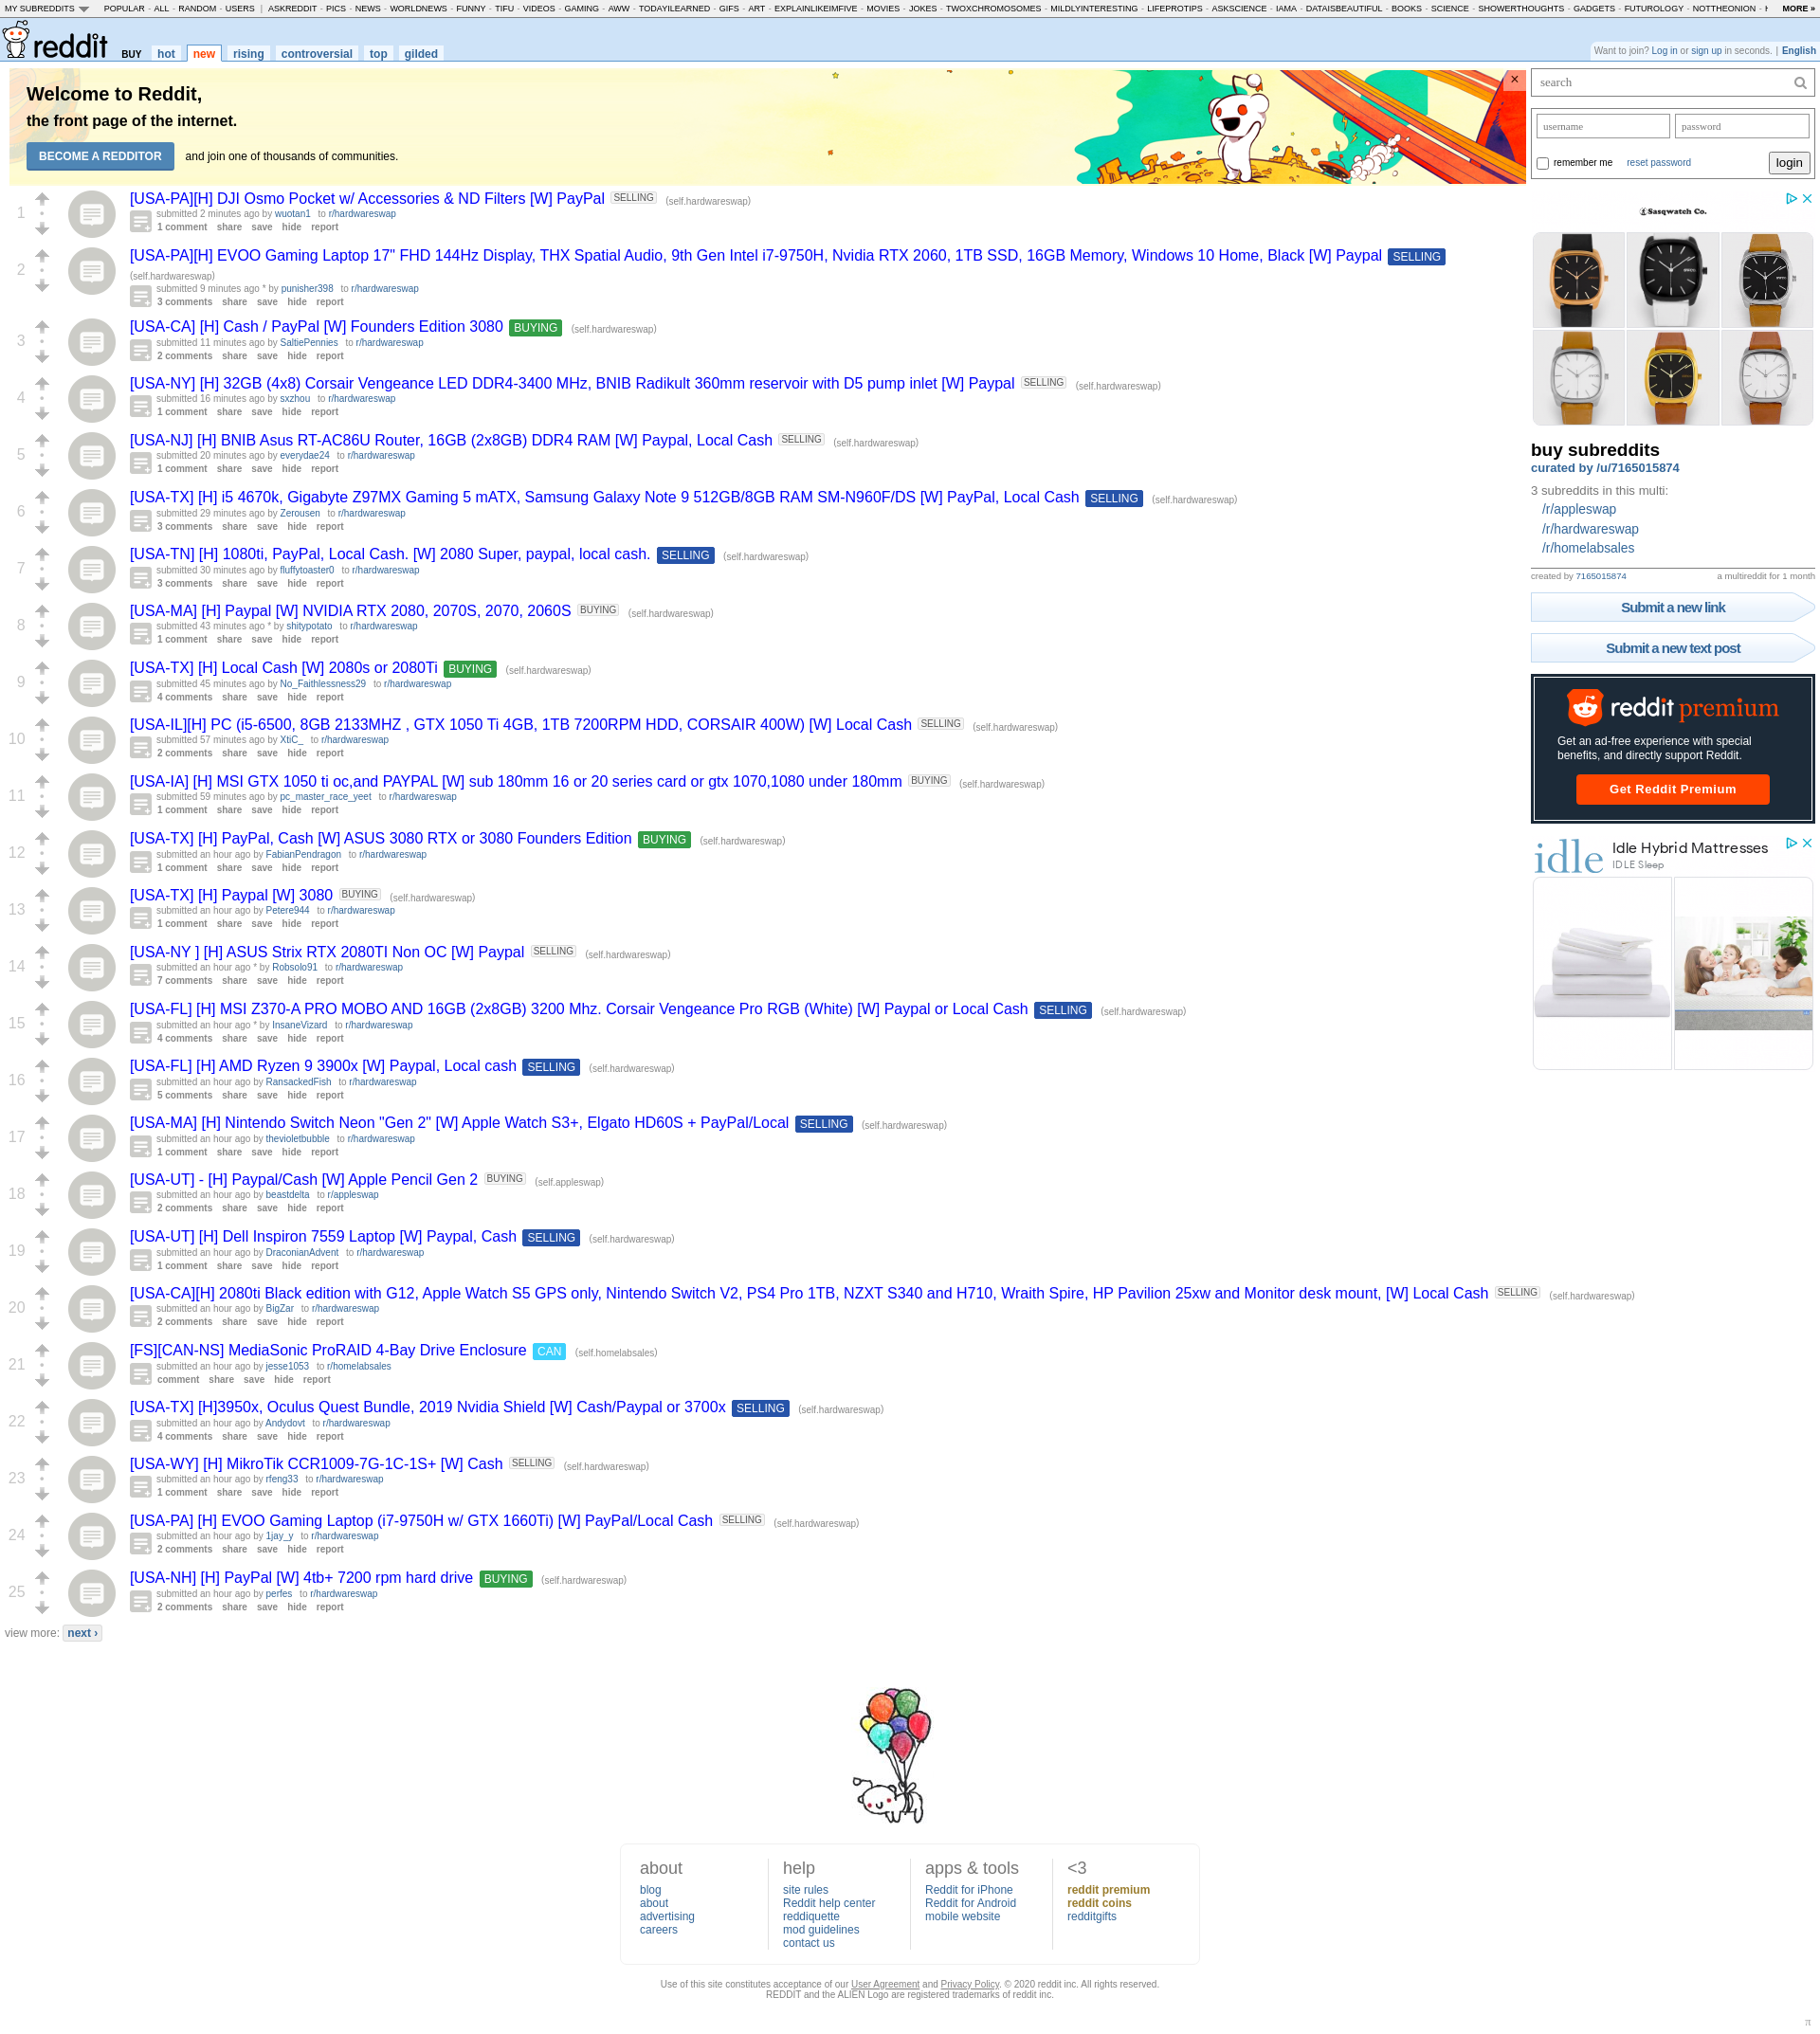 MY SUBREDDITS POPULAR - ALL - RANDOM - USERS | ASKREDDIT - PICS - NEWS - WORLDNEWS - FUNNY - TIFU - VIDEOS - GAMING - AWW - TODAYILEARNED - GIFS - ART - EXPLAINLIKEIMFIVE - MOVIES - JOKES - TWOXCHROMOSOMES - MILDLYINTERESTING - LIFEPROTIPS - ASKSCIENCE - IAMA - DATAISBEAUTIFUL - BOOKS - SCIENCE - SHOWERTHOUGHTS - GADGETS - FUTUROLOGY - NOTTHEONION - MORE »
reddit BUY hot new rising controversial top gilded
Want to join? Log in or sign up in seconds. | English
Welcome to Reddit,
the front page of the internet.
BECOME A REDDITOR and join one of thousands of communities.
×
search
username password
remember me reset password login
1
[USA-PA][H] DJI Osmo Pocket w/ Accessories & ND Filters [W] PayPal SELLING (self.hardwareswap)
submitted 2 minutes ago by wuotan1 to r/hardwareswap
1 comment share save hide report
2
[USA-PA][H] EVOO Gaming Laptop 17" FHD 144Hz Display, THX Spatial Audio, 9th Gen Intel i7-9750H, Nvidia RTX 2060, 1TB SSD, 16GB Memory, Windows 10 Home, Black [W] Paypal SELLING
(self.hardwareswap)
submitted 9 minutes ago * by punisher398 to r/hardwareswap
3 comments share save hide report
3
[USA-CA] [H] Cash / PayPal [W] Founders Edition 3080 BUYING (self.hardwareswap)
submitted 11 minutes ago by SaltiePennies to r/hardwareswap
2 comments share save hide report
4
[USA-NY] [H] 32GB (4x8) Corsair Vengeance LED DDR4-3400 MHz, BNIB Radikult 360mm reservoir with D5 pump inlet [W] Paypal SELLING (self.hardwareswap)
submitted 16 minutes ago by sxzhou to r/hardwareswap
1 comment share save hide report
5
[USA-NJ] [H] BNIB Asus RT-AC86U Router, 16GB (2x8GB) DDR4 RAM [W] Paypal, Local Cash SELLING (self.hardwareswap)
submitted 20 minutes ago by everydae24 to r/hardwareswap
1 comment share save hide report
6
[USA-TX] [H] i5 4670k, Gigabyte Z97MX Gaming 5 mATX, Samsung Galaxy Note 9 512GB/8GB RAM SM-N960F/DS [W] PayPal, Local Cash SELLING (self.hardwareswap)
submitted 29 minutes ago by Zerousen to r/hardwareswap
3 comments share save hide report
7
[USA-TN] [H] 1080ti, PayPal, Local Cash. [W] 2080 Super, paypal, local cash. SELLING (self.hardwareswap)
submitted 30 minutes ago by fluffytoaster0 to r/hardwareswap
3 comments share save hide report
8
[USA-MA] [H] Paypal [W] NVIDIA RTX 2080, 2070S, 2070, 2060S BUYING (self.hardwareswap)
submitted 43 minutes ago * by shitypotato to r/hardwareswap
1 comment share save hide report
9
[USA-TX] [H] Local Cash [W] 2080s or 2080Ti BUYING (self.hardwareswap)
submitted 45 minutes ago by No_Faithlessness29 to r/hardwareswap
4 comments share save hide report
10
[USA-IL][H] PC (i5-6500, 8GB 2133MHZ , GTX 1050 Ti 4GB, 1TB 7200RPM HDD, CORSAIR 400W) [W] Local Cash SELLING (self.hardwareswap)
submitted 57 minutes ago by XtiC_ to r/hardwareswap
2 comments share save hide report
11
[USA-IA] [H] MSI GTX 1050 ti oc,and PAYPAL [W] sub 180mm 16 or 20 series card or gtx 1070,1080 under 180mm BUYING (self.hardwareswap)
submitted 59 minutes ago by pc_master_race_yeet to r/hardwareswap
1 comment share save hide report
12
[USA-TX] [H] PayPal, Cash [W] ASUS 3080 RTX or 3080 Founders Edition BUYING (self.hardwareswap)
submitted an hour ago by FabianPendragon to r/hardwareswap
1 comment share save hide report
13
[USA-TX] [H] Paypal [W] 3080 BUYING (self.hardwareswap)
submitted an hour ago by Petere944 to r/hardwareswap
1 comment share save hide report
14
[USA-NY ] [H] ASUS Strix RTX 2080TI Non OC [W] Paypal SELLING (self.hardwareswap)
submitted an hour ago * by Robsolo91 to r/hardwareswap
7 comments share save hide report
15
[USA-FL] [H] MSI Z370-A PRO MOBO AND 16GB (2x8GB) 3200 Mhz. Corsair Vengeance Pro RGB (White) [W] Paypal or Local Cash SELLING (self.hardwareswap)
submitted an hour ago * by InsaneVizard to r/hardwareswap
4 comments share save hide report
16
[USA-FL] [H] AMD Ryzen 9 3900x [W] Paypal, Local cash SELLING (self.hardwareswap)
submitted an hour ago by RansackedFish to r/hardwareswap
5 comments share save hide report
17
[USA-MA] [H] Nintendo Switch Neon "Gen 2" [W] Apple Watch S3+, Elgato HD60S + PayPal/Local SELLING (self.hardwareswap)
submitted an hour ago by thevioletbubble to r/hardwareswap
1 comment share save hide report
18
[USA-UT] - [H] Paypal/Cash [W] Apple Pencil Gen 2 BUYING (self.appleswap)
submitted an hour ago by beastdelta to r/appleswap
2 comments share save hide report
19
[USA-UT] [H] Dell Inspiron 7559 Laptop [W] Paypal, Cash SELLING (self.hardwareswap)
submitted an hour ago by DraconianAdvent to r/hardwareswap
1 comment share save hide report
20
[USA-CA][H] 2080ti Black edition with G12, Apple Watch S5 GPS only, Nintendo Switch V2, PS4 Pro 1TB, NZXT S340 and H710, Wraith Spire, HP Pavilion 25xw and Monitor desk mount, [W] Local Cash SELLING (self.hardwareswap)
submitted an hour ago by BigZar to r/hardwareswap
2 comments share save hide report
21
[FS][CAN-NS] MediaSonic ProRAID 4-Bay Drive Enclosure CAN (self.homelabsales)
submitted an hour ago by jesse1053 to r/homelabsales
comment share save hide report
22
[USA-TX] [H]3950x, Oculus Quest Bundle, 2019 Nvidia Shield [W] Cash/Paypal or 3700x SELLING (self.hardwareswap)
submitted an hour ago by Andydovt to r/hardwareswap
4 comments share save hide report
23
[USA-WY] [H] MikroTik CCR1009-7G-1C-1S+ [W] Cash SELLING (self.hardwareswap)
submitted an hour ago by rfeng33 to r/hardwareswap
1 comment share save hide report
24
[USA-PA] [H] EVOO Gaming Laptop (i7-9750H w/ GTX 1660Ti) [W] PayPal/Local Cash SELLING (self.hardwareswap)
submitted an hour ago by 1jay_y to r/hardwareswap
2 comments share save hide report
25
[USA-NH] [H] PayPal [W] 4tb+ 7200 rpm hard drive BUYING (self.hardwareswap)
submitted an hour ago by perfes to r/hardwareswap
2 comments share save hide report
view more: next ›
Sasqwatch Co.
buy subreddits
curated by /u/7165015874
3 subreddits in this multi:
/r/appleswap
/r/hardwareswap
/r/homelabsales
created by 7165015874 a multireddit for 1 month
Submit a new link
Submit a new text post
reddit premium
Get an ad-free experience with special
benefits, and directly support Reddit.
Get Reddit Premium
idle Idle Hybrid Mattresses
IDLE Sleep
about
blog
about
advertising
careers
help
site rules
Reddit help center
reddiquette
mod guidelines
contact us
apps & tools
Reddit for iPhone
Reddit for Android
mobile website
<3
reddit premium
reddit coins
redditgifts
Use of this site constitutes acceptance of our User Agreement and Privacy Policy. © 2020 reddit inc. All rights reserved.
REDDIT and the ALIEN Logo are registered trademarks of reddit inc.
π